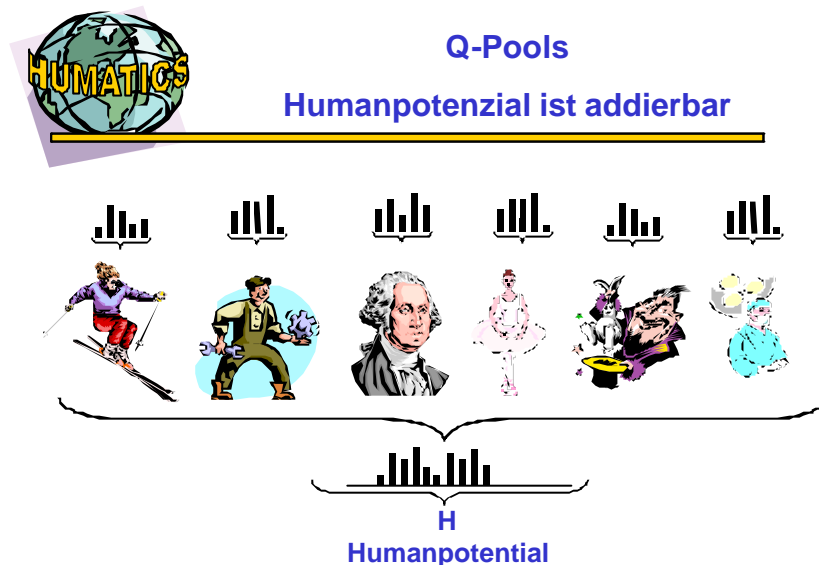 HUMATICS
Q-Pools
Humanpotenzial ist addierbar
H
Humanpotential